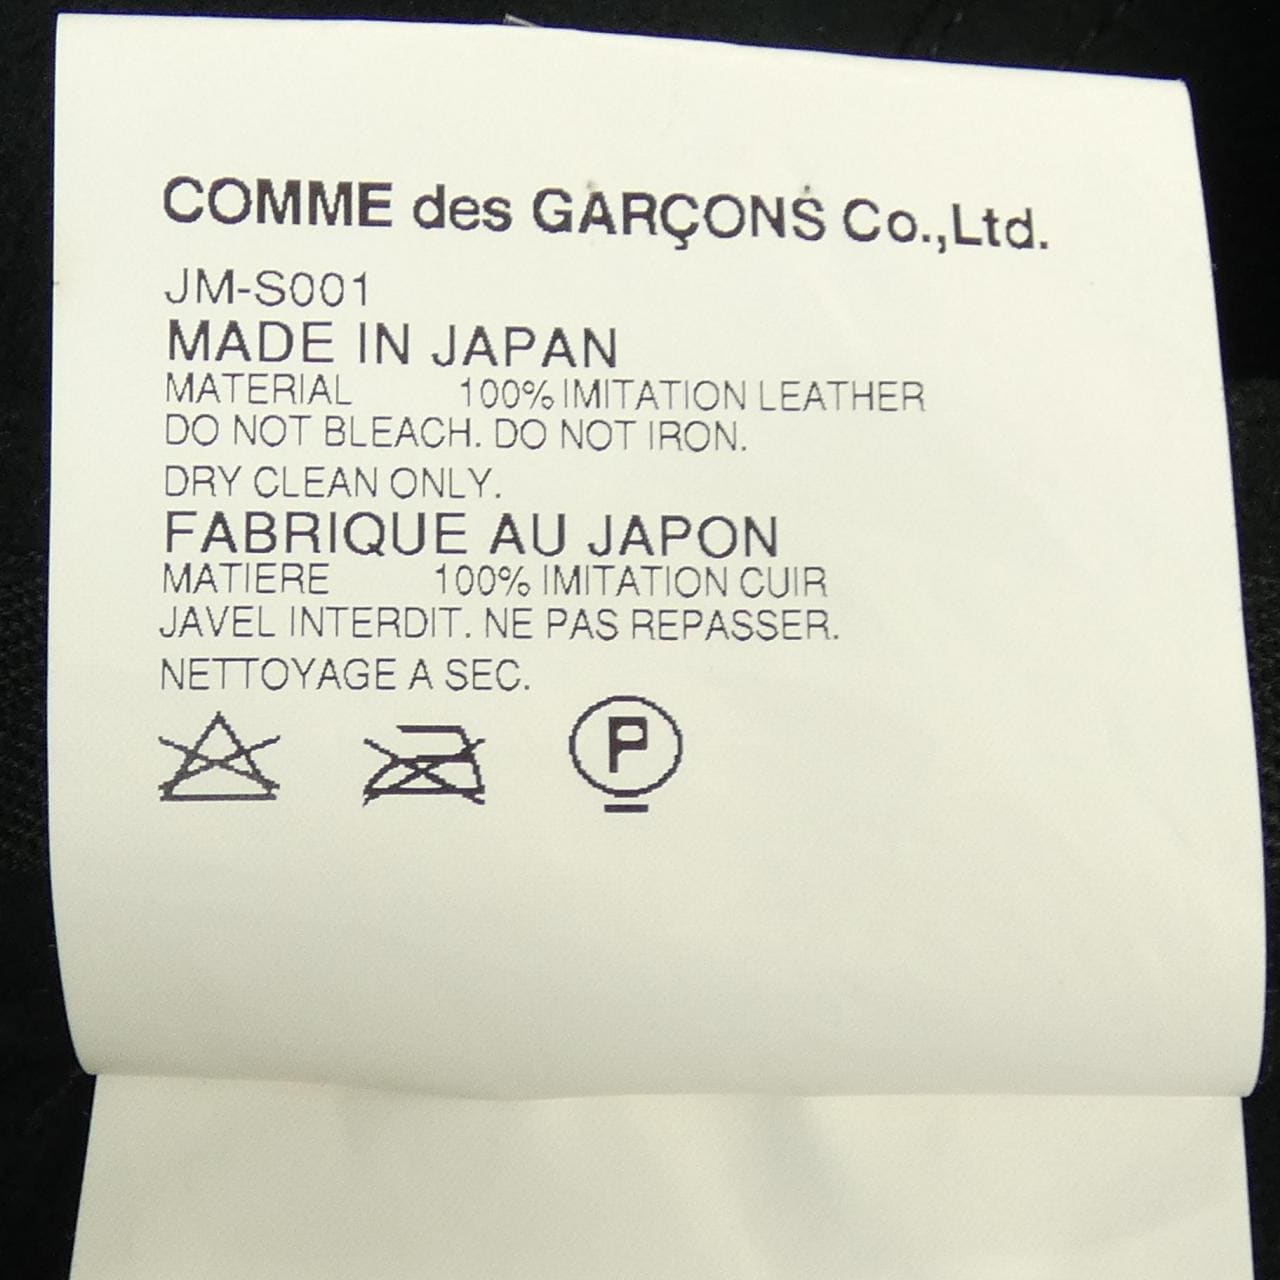 COMME des GARÇONS Co.,Ltd.
JM-S001
MADE IN JAPAN
MATERIAL 100% IMITATION LEATHER
DO NOT BLEACH. DO NOT IRON.
DRY CLEAN ONLY.
FABRIQUE AU JAPON
MATIERE 100% IMITATION CUIR
JAVEL INTERDIT. NE PAS REPASSER.
NETTOYAGE A SEC.
P